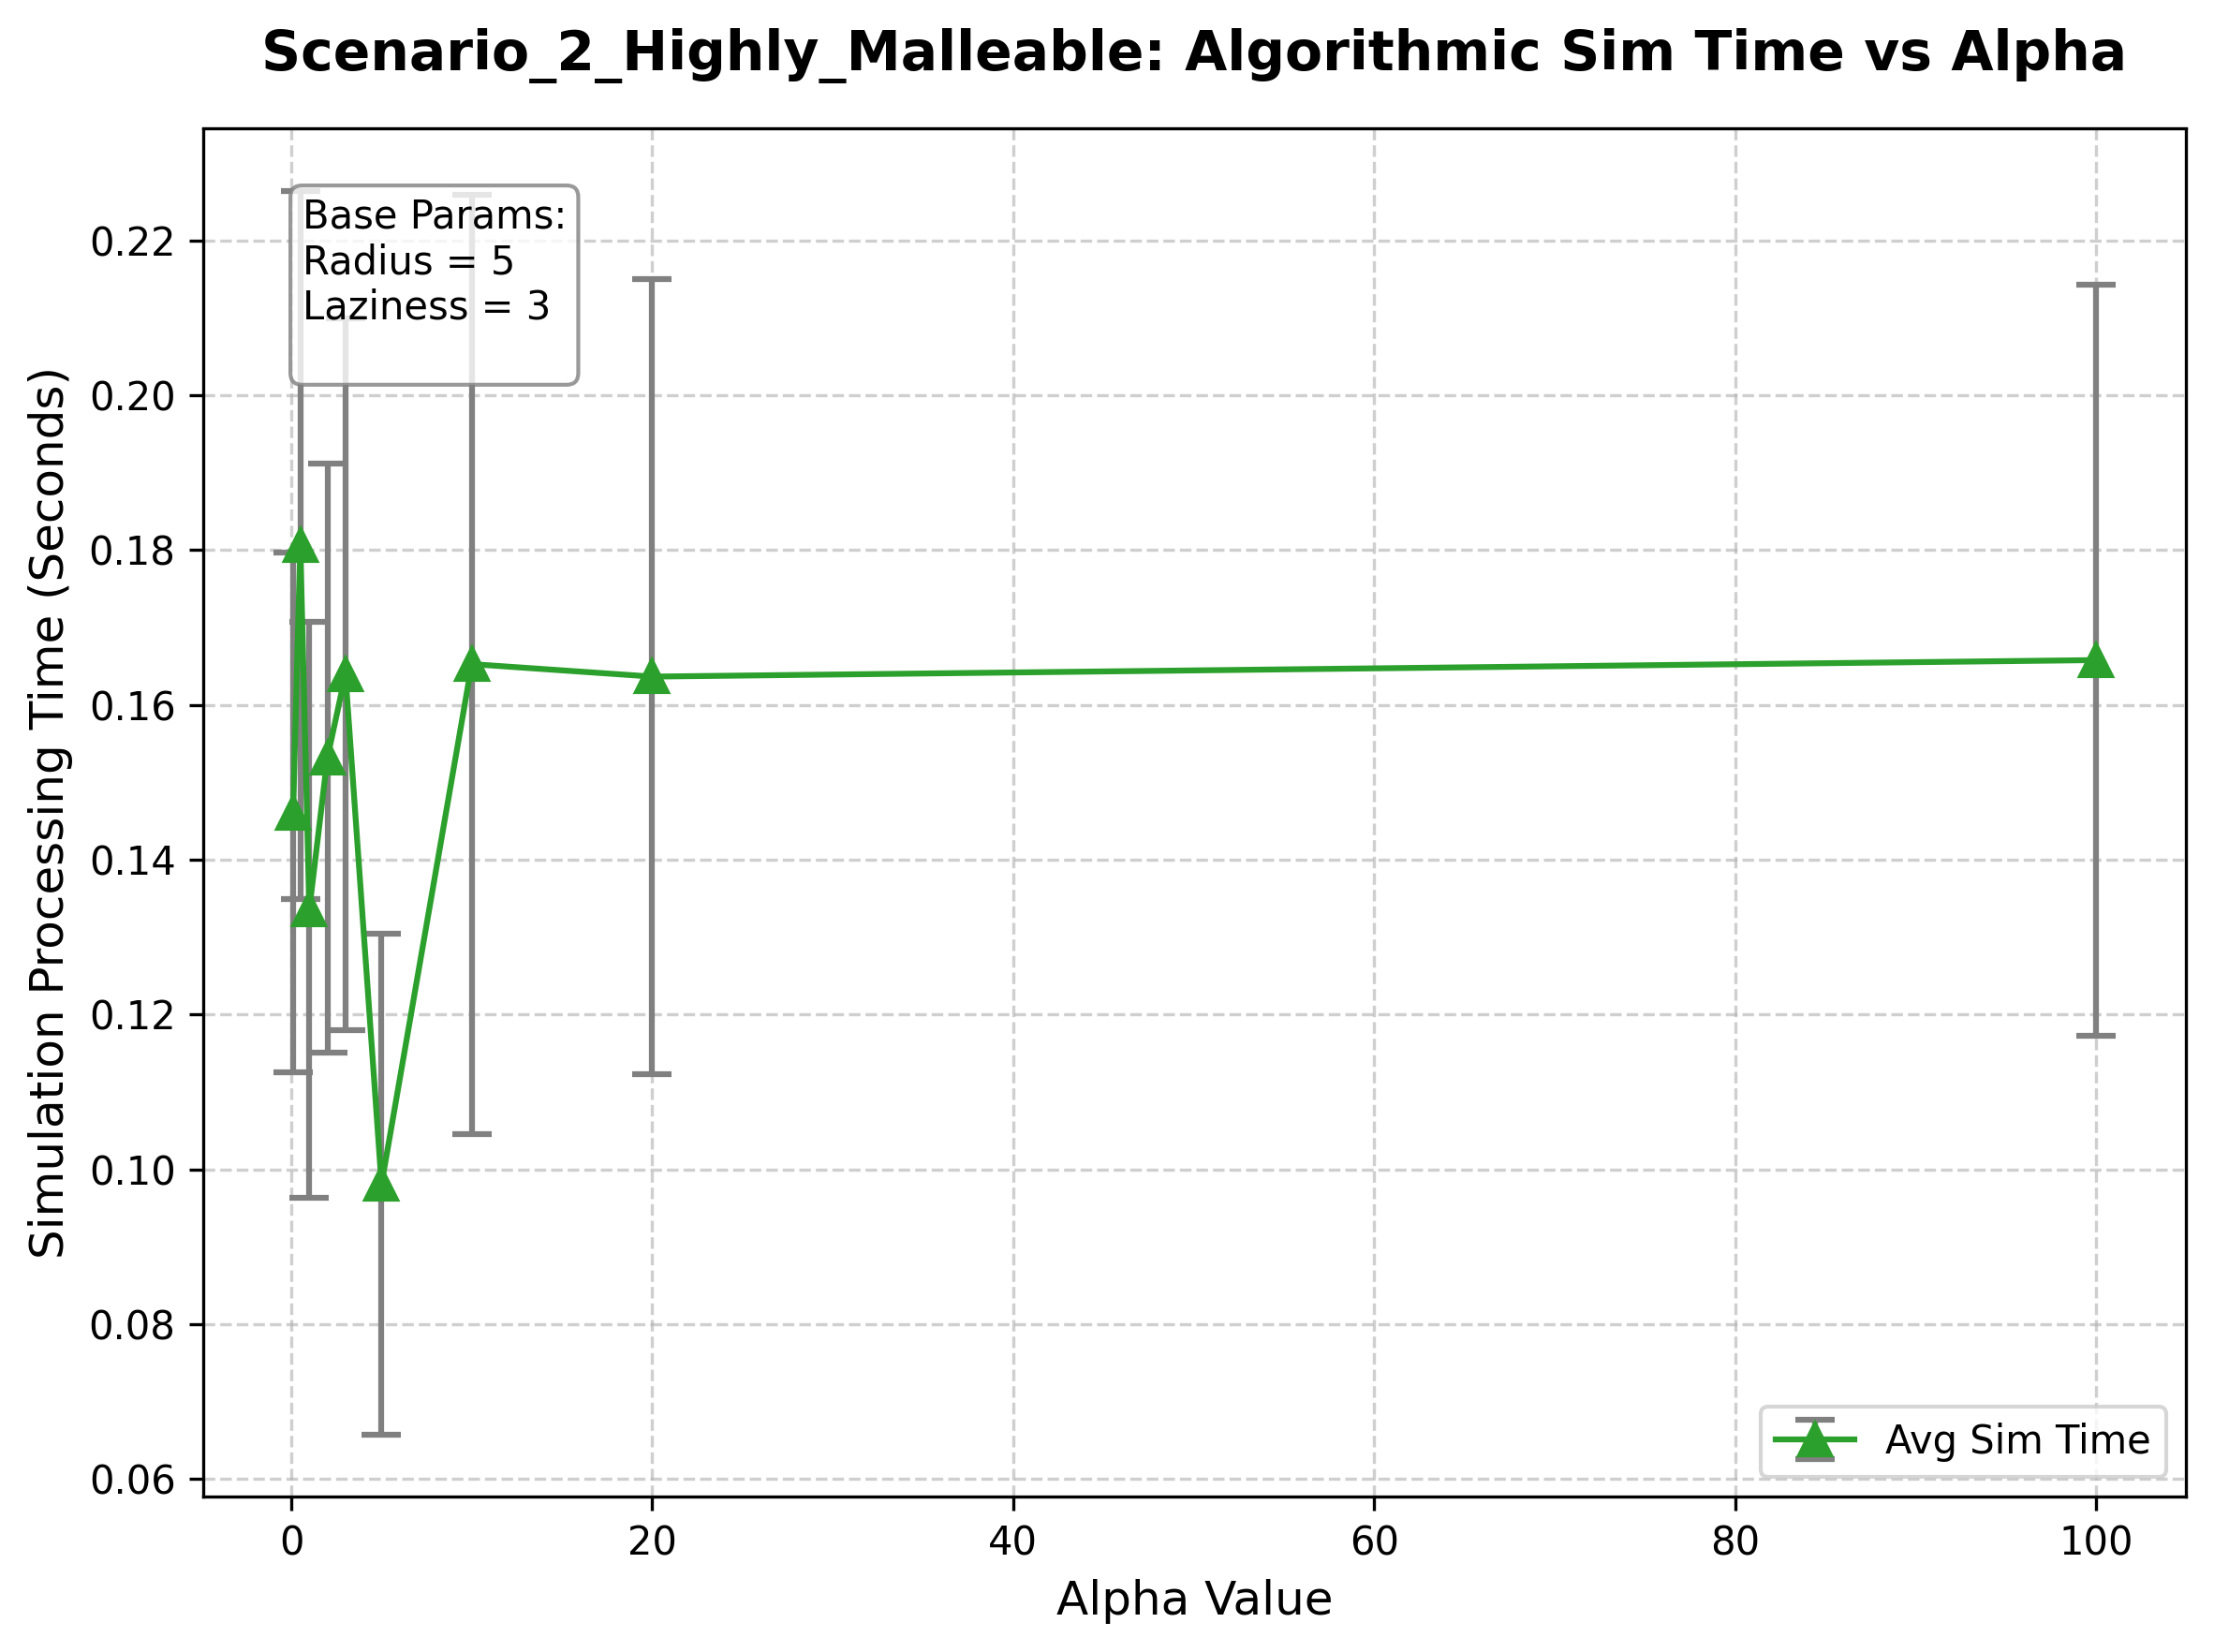 Scenario_2_Highly_Malleable: Algorithmic Sim Time vs Alpha
Base Params:
Radius = 5
Laziness = 3
Simulation Processing Time (Seconds)
0.22
0.20
0.18
0.16
0.14
0.12
0.10
0.08
0.06
Avg Sim Time
0 20 40 60 80 100
Alpha Value